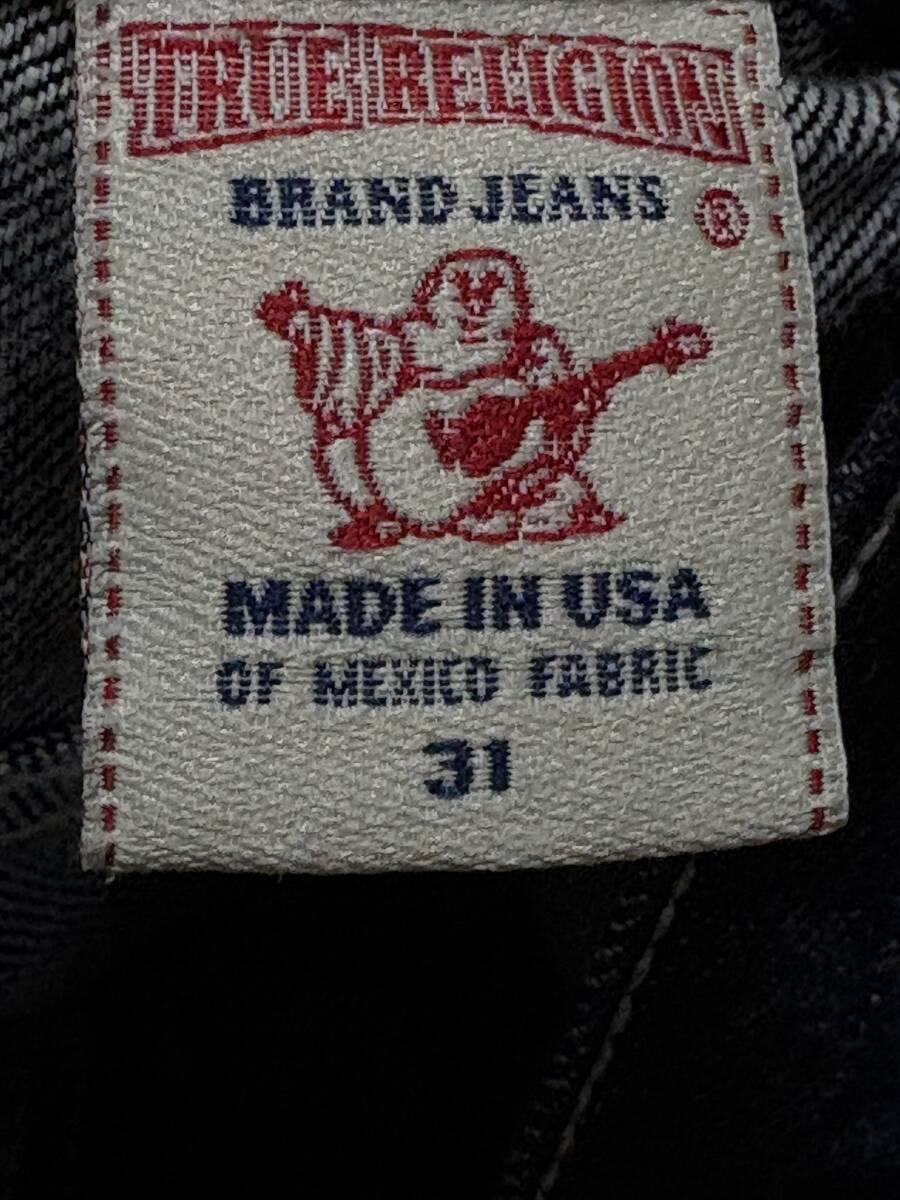 TRUE RELIGION
BRAND JEANS ®
MADE IN USA
OF MEXICO FABRIC
31